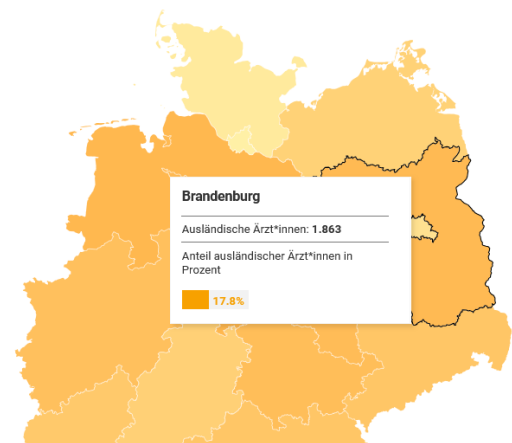 Brandenburg
Ausländische Ärzt*innen: 1.863
Anteil ausländischer Ärzt*innen in
Prozent
17.8%